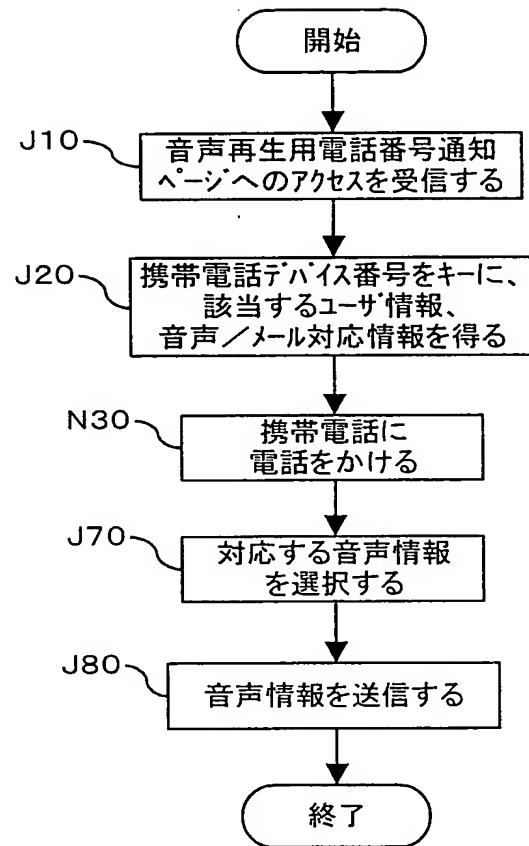 開始
J10
音声再生用電話番号通知
ページへのアクセスを受信する
J20
携帯電話デバイス番号をキーに、
該当するユーザ情報、
音声／メール対応情報を得る
N30
携帯電話に
電話をかける
J70
対応する音声情報
を選択する
J80
音声情報を送信する
終了